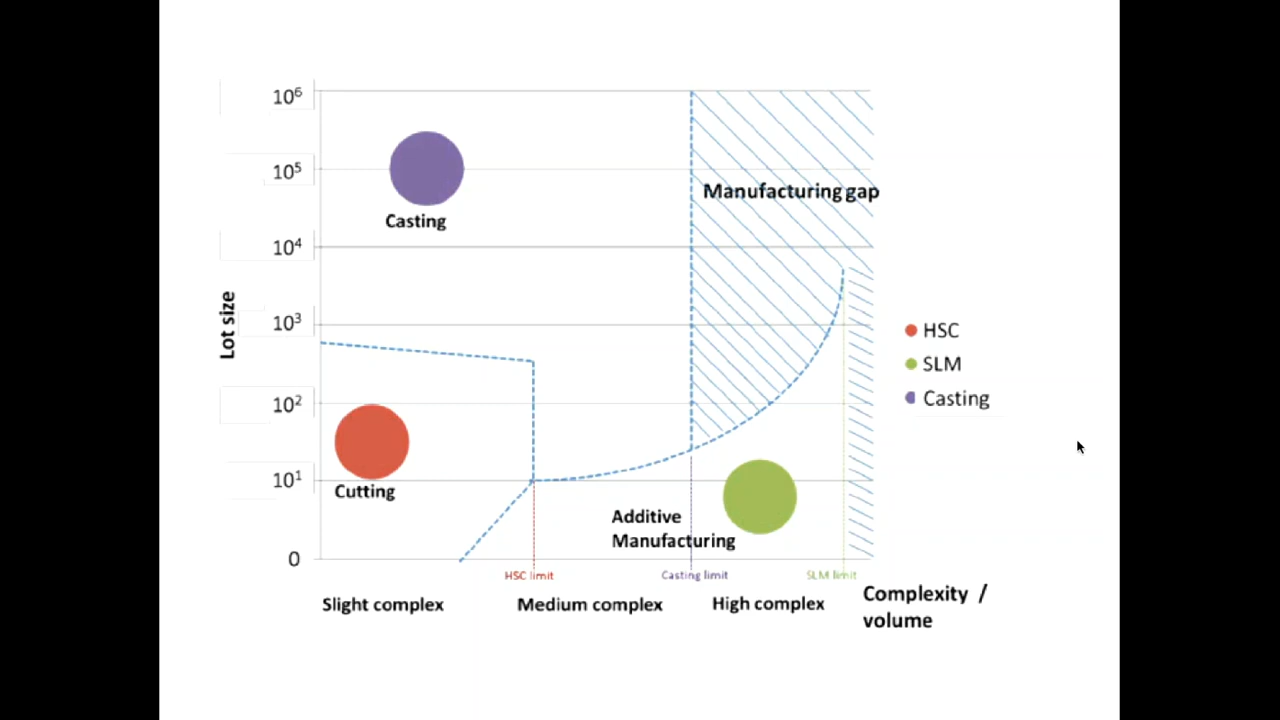 10⁶
10⁵
Manufacturing gap
Casting
10⁴
Lot size
10³
HSC
SLM
Casting
10²
10¹
Cutting
Additive
Manufacturing
0
HSC limit
Casting limit
SLM limit
Slight complex
Medium complex
High complex
Complexity /
volume